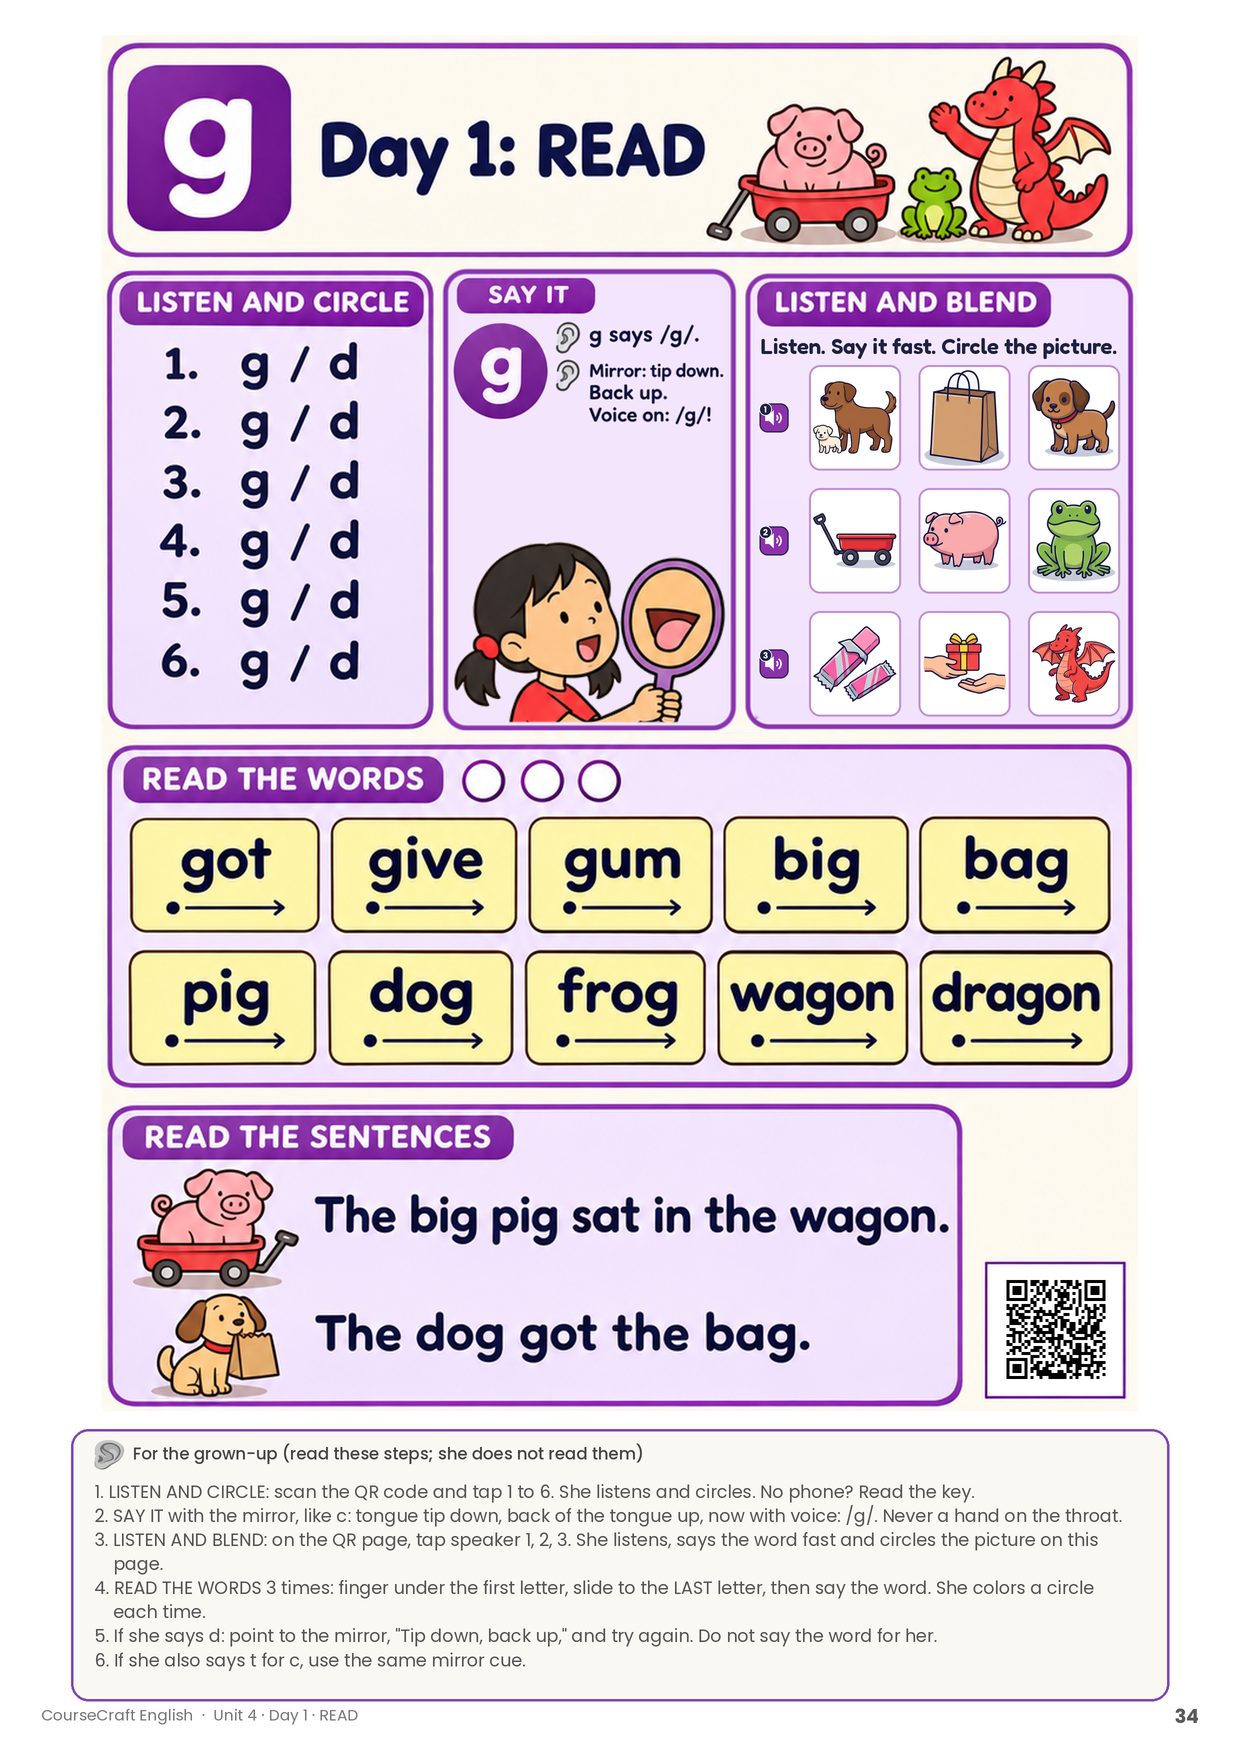 g
Day 1: READ
LISTEN AND CIRCLE
1. g / d
2. g / d
3. g / d
4. g / d
5. g / d
6. g / d
SAY IT
g
g says /g/.
Mirror: tip down.
Back up.
Voice on: /g/!
LISTEN AND BLEND
Listen. Say it fast. Circle the picture.
1
2
3
READ THE WORDS
got give gum big bag
pig dog frog wagon dragon
READ THE SENTENCES
The big pig sat in the wagon.
The dog got the bag.
For the grown-up (read these steps; she does not read them)
1. LISTEN AND CIRCLE: scan the QR code and tap 1 to 6. She listens and circles. No phone? Read the key.
2. SAY IT with the mirror, like c: tongue tip down, back of the tongue up, now with voice: /g/. Never a hand on the throat.
3. LISTEN AND BLEND: on the QR page, tap speaker 1, 2, 3. She listens, says the word fast and circles the picture on this
page.
4. READ THE WORDS 3 times: finger under the first letter, slide to the LAST letter, then say the word. She colors a circle
each time.
5. If she says d: point to the mirror, "Tip down, back up," and try again. Do not say the word for her.
6. If she also says t for c, use the same mirror cue.
CourseCraft English · Unit 4 · Day 1 · READ
34